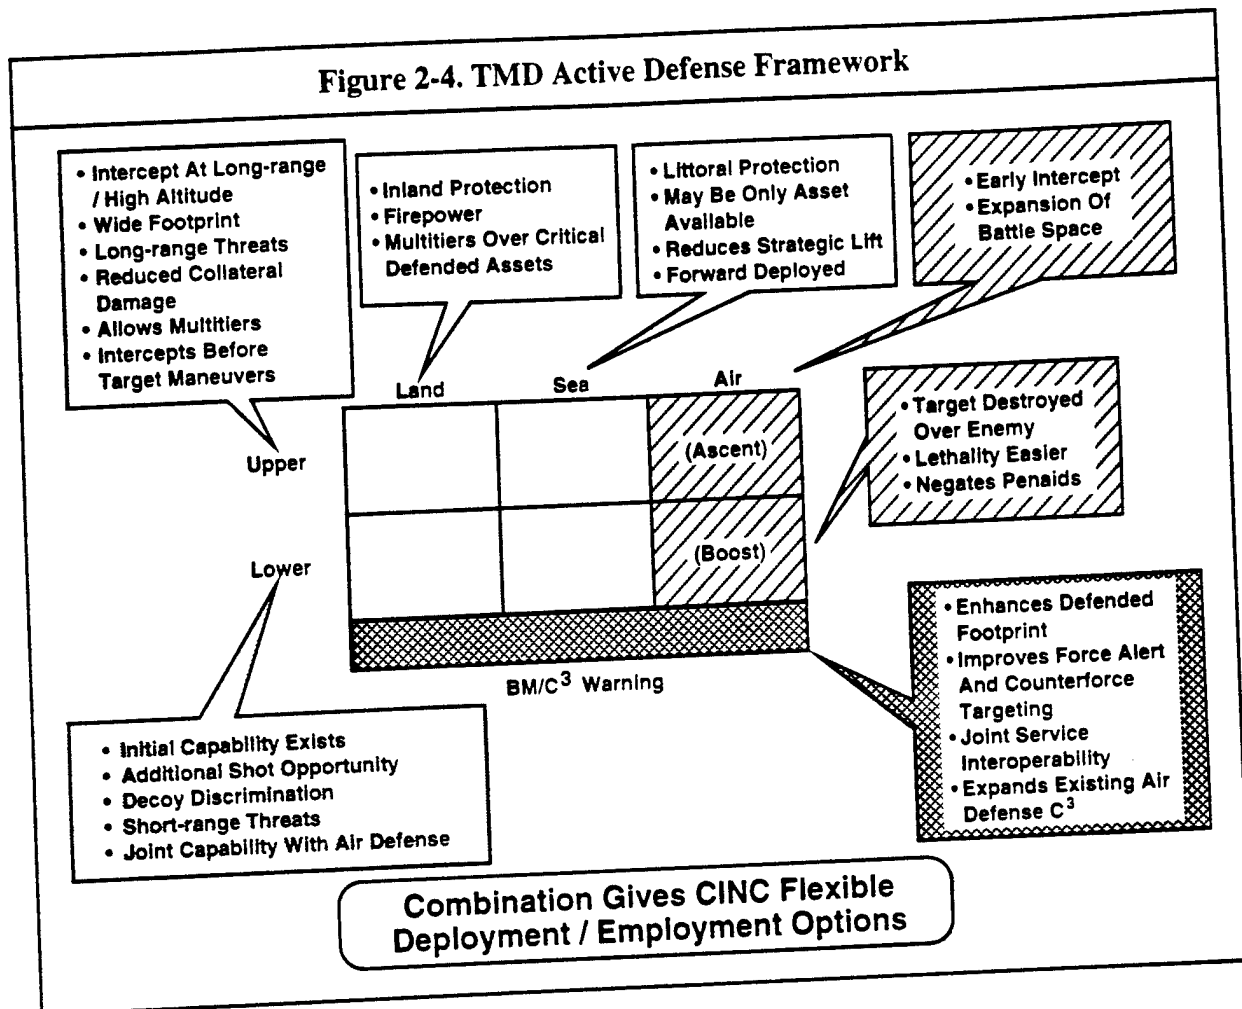 Figure 2-4. TMD Active Defense Framework
• Intercept At Long-range
/ High Altitude
• Wide Footprint
• Long-range Threats
• Reduced Collateral
Damage
• Allows Multitiers
• Intercepts Before
Target Maneuvers
• Inland Protection
• Firepower
• Multitiers Over Critical
Defended Assets
• Littoral Protection
• May Be Only Asset
Available
• Reduces Strategic Lift
• Forward Deployed
• Early Intercept
• Expansion Of
Battle Space
Land
Sea
Air
Upper
(Ascent)
• Target Destroyed
Over Enemy
• Lethality Easier
• Negates Penaids
Lower
(Boost)
BM/C³ Warning
• Enhances Defended
Footprint
• Improves Force Alert
And Counterforce
Targeting
• Joint Service
Interoperability
• Expands Existing Air
Defense C³
• Initial Capability Exists
• Additional Shot Opportunity
• Decoy Discrimination
• Short-range Threats
• Joint Capability With Air Defense
Combination Gives CINC Flexible
Deployment / Employment Options